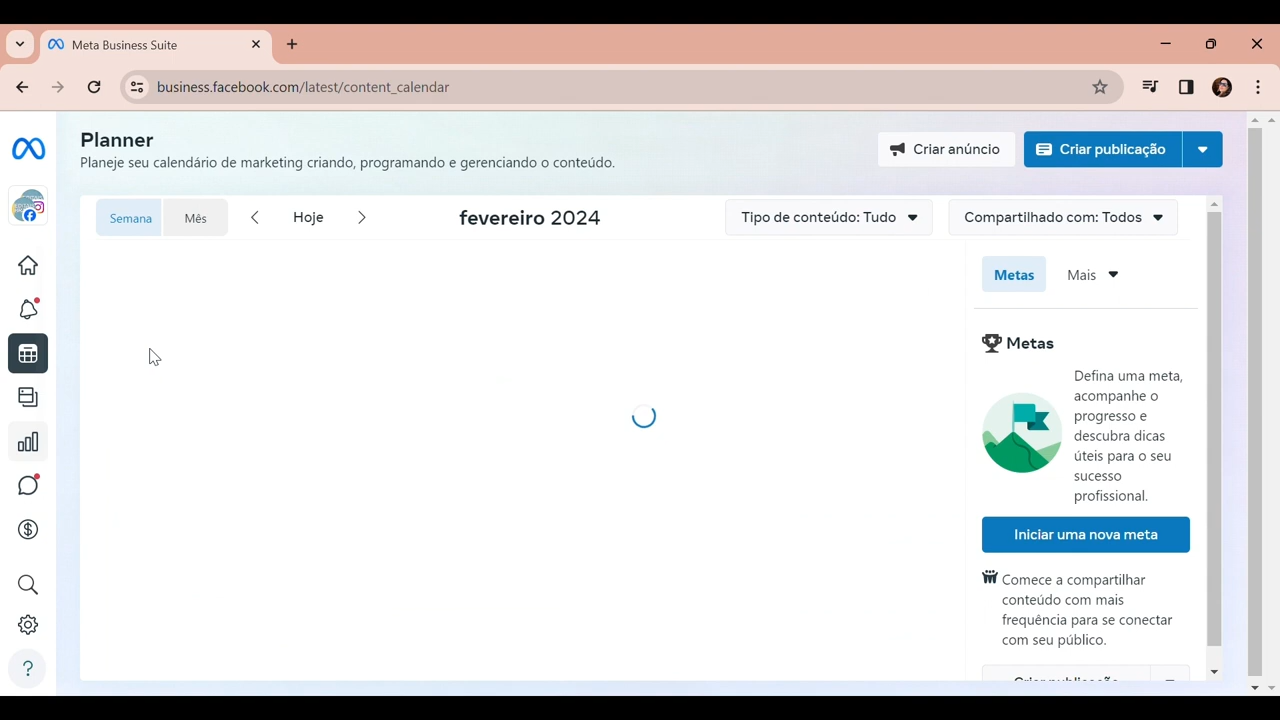 Meta Business Suite
business.facebook.com/latest/content_calendar
Planner
Planeje seu calendário de marketing criando, programando e gerenciando o conteúdo.
Criar anúncio
Criar publicação
Semana
Mês
Hoje
fevereiro 2024
Tipo de conteúdo: Tudo
Compartilhado com: Todos
Metas
Mais
Metas
Defina uma meta,
acompanhe o
progresso e
descubra dicas
úteis para o seu
sucesso
profissional.
Iniciar uma nova meta
Comece a compartilhar
conteúdo com mais
frequência para se conectar
com seu público.
Criar publicação